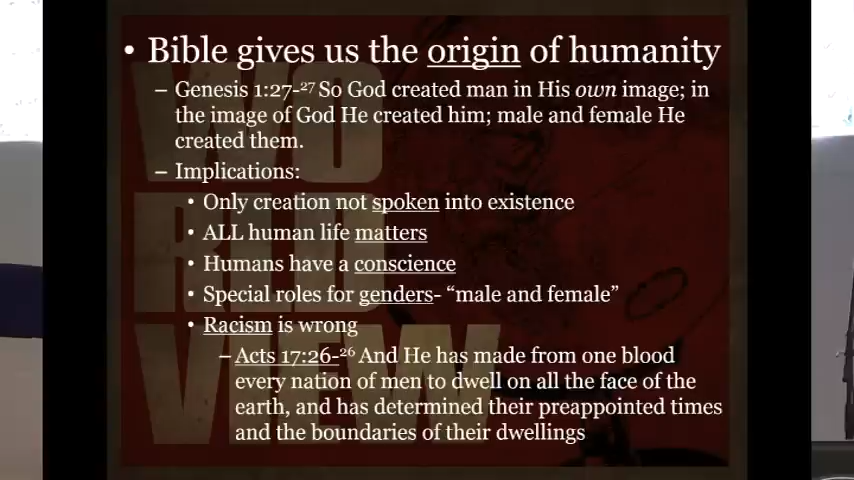 • Bible gives us the origin of humanity
– Genesis 1:27-27 So God created man in His own image; in
the image of God He created him; male and female He
created them.
– Implications:
• Only creation not spoken into existence
• ALL human life matters
• Humans have a conscience
• Special roles for genders- “male and female”
• Racism is wrong
– Acts 17:26-26 And He has made from one blood
every nation of men to dwell on all the face of the
earth, and has determined their preappointed times
and the boundaries of their dwellings
WO
RLD
VIEW